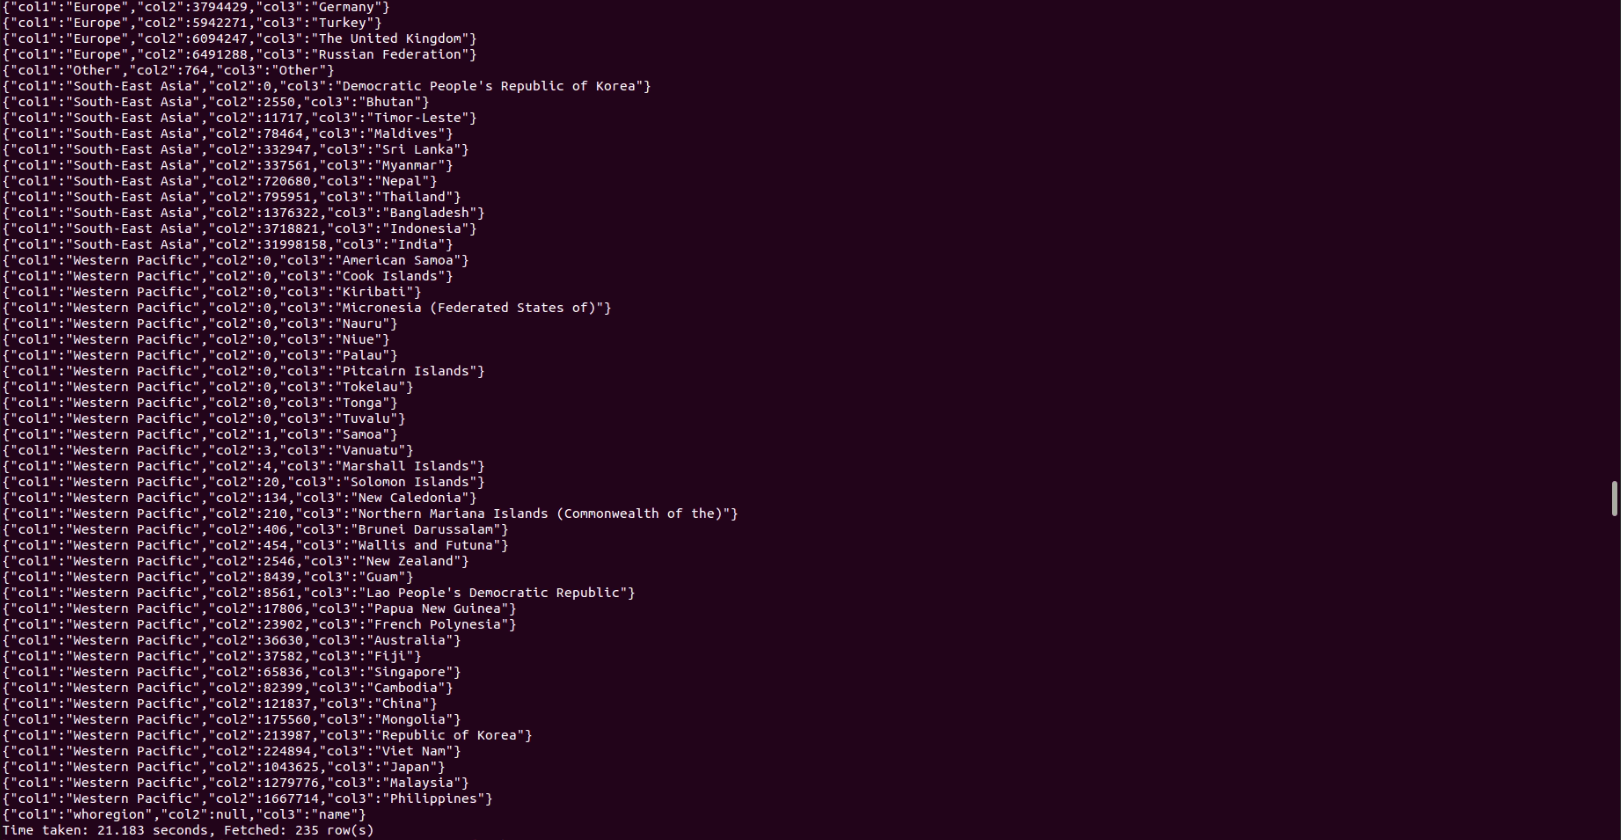 {"col1":"Europe","col2":3794429,"col3":"Germany"}
{"col1":"Europe","col2":5942271,"col3":"Turkey"}
{"col1":"Europe","col2":6094247,"col3":"The United Kingdom"}
{"col1":"Europe","col2":6491288,"col3":"Russian Federation"}
{"col1":"Other","col2":764,"col3":"Other"}
{"col1":"South-East Asia","col2":0,"col3":"Democratic People's Republic of Korea"}
{"col1":"South-East Asia","col2":2550,"col3":"Bhutan"}
{"col1":"South-East Asia","col2":11717,"col3":"Timor-Leste"}
{"col1":"South-East Asia","col2":78464,"col3":"Maldives"}
{"col1":"South-East Asia","col2":332947,"col3":"Sri Lanka"}
{"col1":"South-East Asia","col2":337561,"col3":"Myanmar"}
{"col1":"South-East Asia","col2":720680,"col3":"Nepal"}
{"col1":"South-East Asia","col2":795951,"col3":"Thailand"}
{"col1":"South-East Asia","col2":1376322,"col3":"Bangladesh"}
{"col1":"South-East Asia","col2":3718821,"col3":"Indonesia"}
{"col1":"South-East Asia","col2":31998158,"col3":"India"}
{"col1":"Western Pacific","col2":0,"col3":"American Samoa"}
{"col1":"Western Pacific","col2":0,"col3":"Cook Islands"}
{"col1":"Western Pacific","col2":0,"col3":"Kiribati"}
{"col1":"Western Pacific","col2":0,"col3":"Micronesia (Federated States of)"}
{"col1":"Western Pacific","col2":0,"col3":"Nauru"}
{"col1":"Western Pacific","col2":0,"col3":"Niue"}
{"col1":"Western Pacific","col2":0,"col3":"Palau"}
{"col1":"Western Pacific","col2":0,"col3":"Pitcairn Islands"}
{"col1":"Western Pacific","col2":0,"col3":"Tokelau"}
{"col1":"Western Pacific","col2":0,"col3":"Tonga"}
{"col1":"Western Pacific","col2":0,"col3":"Tuvalu"}
{"col1":"Western Pacific","col2":1,"col3":"Samoa"}
{"col1":"Western Pacific","col2":3,"col3":"Vanuatu"}
{"col1":"Western Pacific","col2":4,"col3":"Marshall Islands"}
{"col1":"Western Pacific","col2":20,"col3":"Solomon Islands"}
{"col1":"Western Pacific","col2":134,"col3":"New Caledonia"}
{"col1":"Western Pacific","col2":210,"col3":"Northern Mariana Islands (Commonwealth of the)"}
{"col1":"Western Pacific","col2":406,"col3":"Brunei Darussalam"}
{"col1":"Western Pacific","col2":454,"col3":"Wallis and Futuna"}
{"col1":"Western Pacific","col2":2546,"col3":"New Zealand"}
{"col1":"Western Pacific","col2":8439,"col3":"Guam"}
{"col1":"Western Pacific","col2":8561,"col3":"Lao People's Democratic Republic"}
{"col1":"Western Pacific","col2":17806,"col3":"Papua New Guinea"}
{"col1":"Western Pacific","col2":23902,"col3":"French Polynesia"}
{"col1":"Western Pacific","col2":36630,"col3":"Australia"}
{"col1":"Western Pacific","col2":37582,"col3":"Fiji"}
{"col1":"Western Pacific","col2":65836,"col3":"Singapore"}
{"col1":"Western Pacific","col2":82399,"col3":"Cambodia"}
{"col1":"Western Pacific","col2":121837,"col3":"China"}
{"col1":"Western Pacific","col2":175560,"col3":"Mongolia"}
{"col1":"Western Pacific","col2":213987,"col3":"Republic of Korea"}
{"col1":"Western Pacific","col2":224894,"col3":"Viet Nam"}
{"col1":"Western Pacific","col2":1043625,"col3":"Japan"}
{"col1":"Western Pacific","col2":1279776,"col3":"Malaysia"}
{"col1":"Western Pacific","col2":1667714,"col3":"Philippines"}
{"col1":"whoregion","col2":null,"col3":"name"}
Time taken: 21.183 seconds, Fetched: 235 row(s)